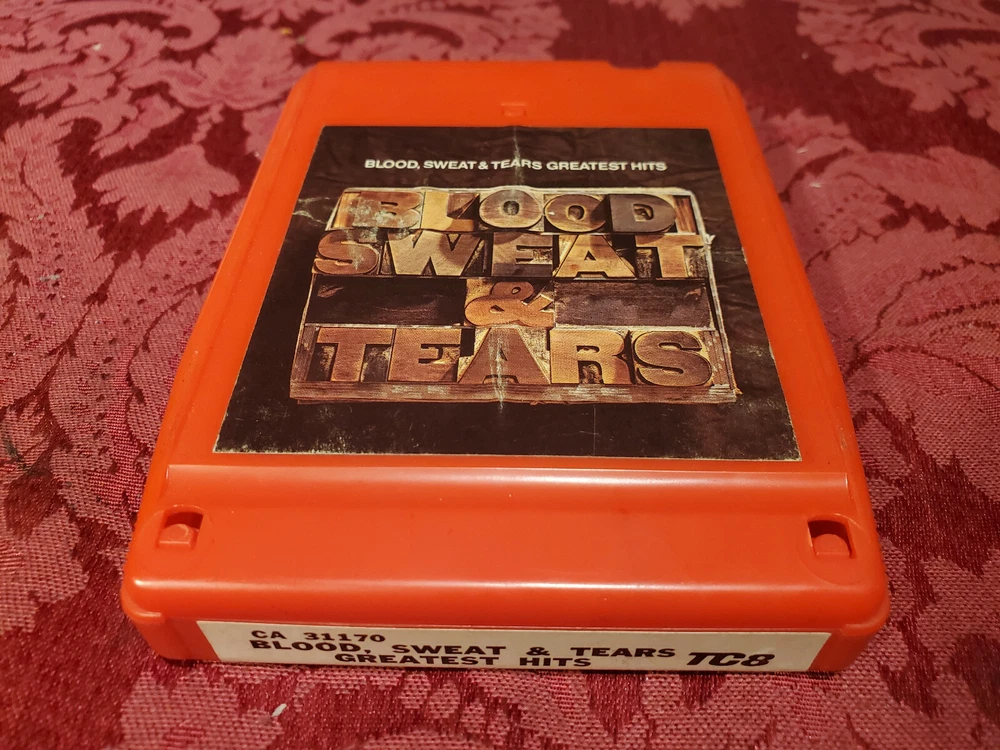 BLOOD, SWEAT & TEARS GREATEST HITS
BLOOD
SWEAT
&
TEARS
CA 31170
BLOOD, SWEAT & TEARS
GREATEST HITS
TC8